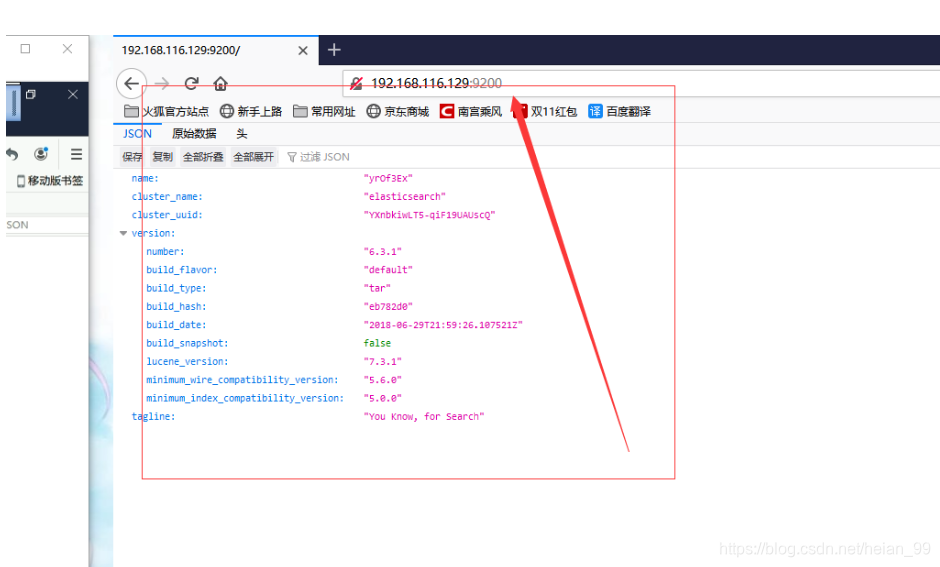 192.168.116.129:9200/
192.168.116.129:9200
火狐官方站点 新手上路 常用网址 京东商城 南宫乘风 双11红包 百度翻译
移动版书签
JSON 原始数据 头
保存 复制 全部折叠 全部展开 过滤 JSON
SON
name: "yrOf3Ex"
cluster_name: "elasticsearch"
cluster_uuid: "YXnbkiwLT5-qiF19UAUscQ"
version:
number: "6.3.1"
build_flavor: "default"
build_type: "tar"
build_hash: "eb782d0"
build_date: "2018-06-29T21:59:26.107521Z"
build_snapshot: false
lucene_version: "7.3.1"
minimum_wire_compatibility_version: "5.6.0"
minimum_index_compatibility_version: "5.0.0"
tagline: "You Know, for Search"
https://blog.csdn.net/heian_99